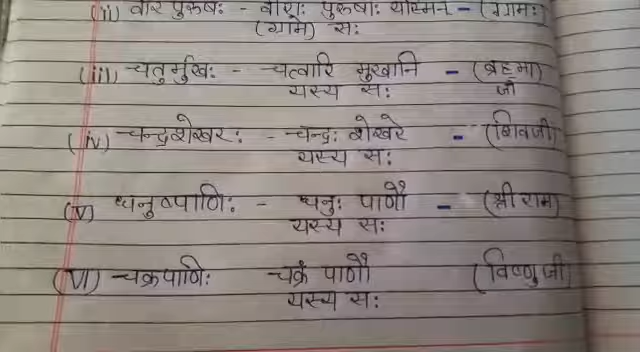 (ii) वीर पुरुषः - वीराः पुरुषाः यस्मिन् - (ग्रामः)
(ग्रामे) सः
(iii) चतुर्मुखः - चत्वारि मुखानि - (ब्रह्मा)
यस्य सः जी
(iv) चन्द्रशेखरः - चन्द्रः शेखरे - (शिवजी)
यस्य सः
(v) धनुष्पाणिः - धनुः पाणौ - (श्री राम)
यस्य सः
(vi) चक्रपाणिः चक्रं पाणौ (विष्णु जी)
यस्य सः